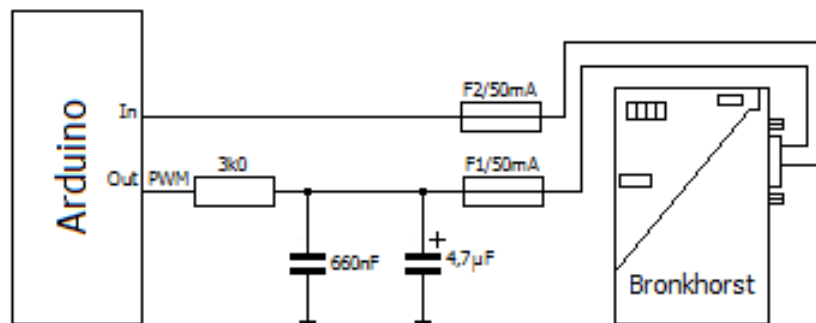 Arduino
In
F2/50mA
Out
PWM
3k0
F1/50mA
660nF
+
4,7µF
Bronkhorst